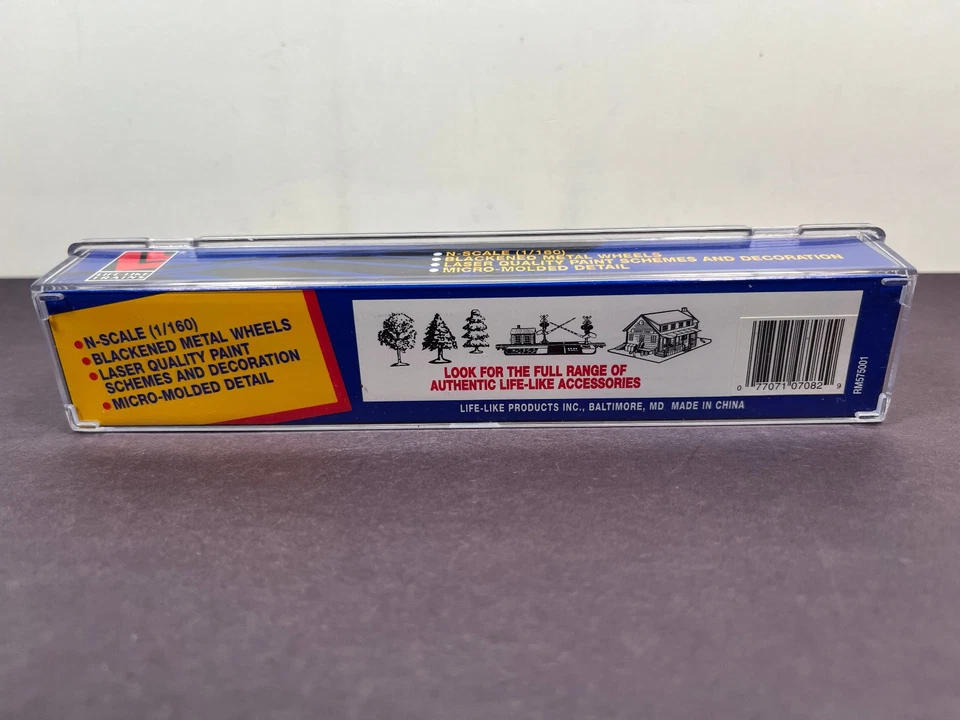 N-SCALE (1/160)
BLACKENED METAL WHEELS
LASER QUALITY PAINT SCHEMES AND DECORATION
MICRO-MOLDED DETAIL
•N-SCALE (1/160)
•BLACKENED METAL WHEELS
•LASER QUALITY PAINT
SCHEMES AND DECORATION
•MICRO-MOLDED DETAIL
LOOK FOR THE FULL RANGE OF
AUTHENTIC LIFE-LIKE ACCESSORIES
0 77071 07082 9
RM575001
LIFE-LIKE PRODUCTS INC., BALTIMORE, MD MADE IN CHINA